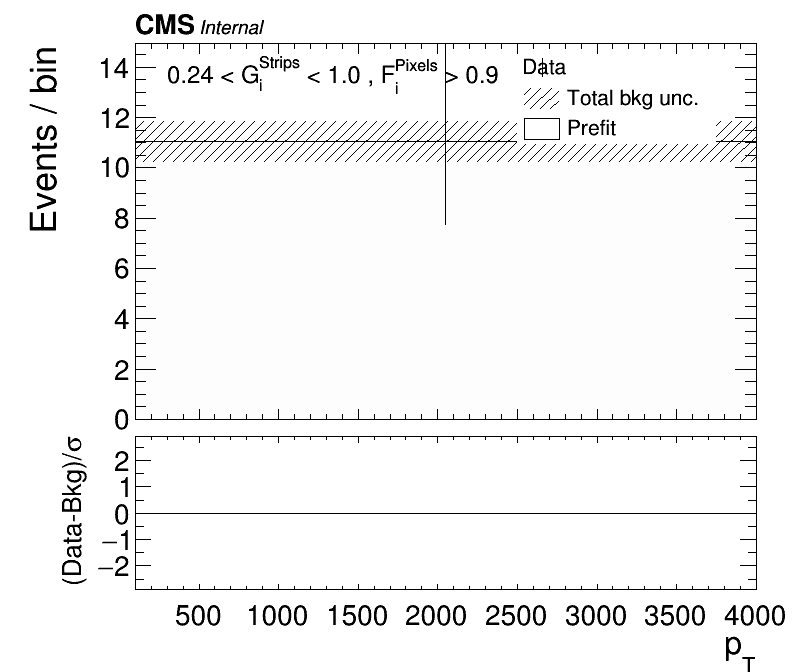 CMS Internal
Events / bin
14
12
10
8
6
4
2
0
0.24 < G_i^Strips < 1.0 , F_i^Pixels > 0.9
Data
Total bkg unc.
Prefit
(Data-Bkg)/σ
2
1
0
−1
−2
500 1000 1500 2000 2500 3000 3500 4000
p_T